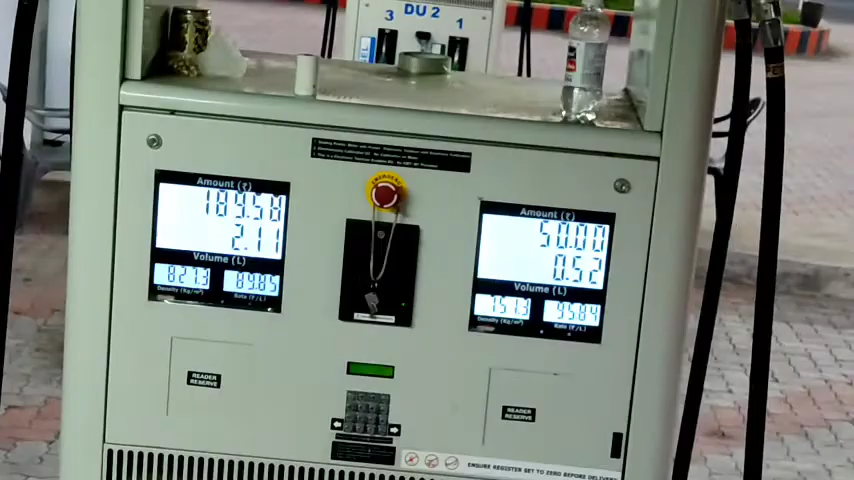 3 DU 2 1
EMERGENCY
Amount (₹)
189.58
2.11
Volume (L)
827.3 89.85
Density (Kg/m³) Rate (₹/L)
Amount (₹)
50.00
0.52
Volume (L)
751.3 95.84
Density (Kg/m³) Rate (₹/L)
READER
RESERVE
READER
RESERVE
ENSURE REGISTER SET TO ZERO BEFORE DELIVERY